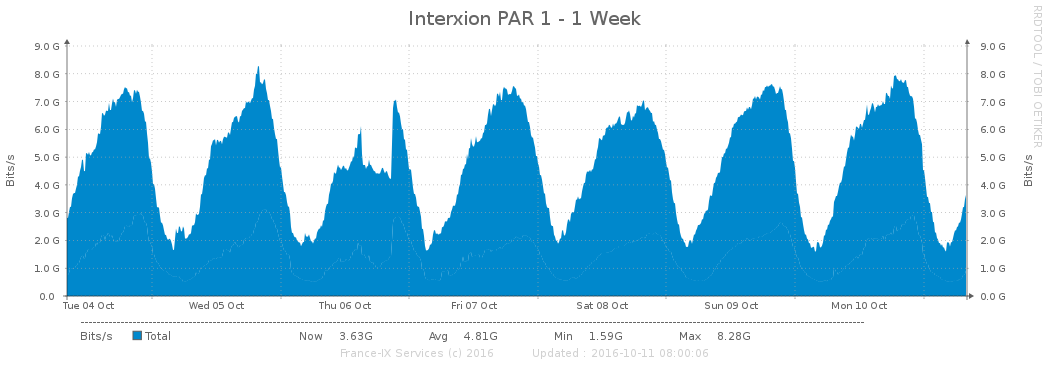 Interxion PAR 1 - 1 Week
RRDTOOL / TOBI OETIKER
9.0 G 9.0 G
8.0 G 8.0 G
7.0 G 7.0 G
6.0 G 6.0 G
5.0 G 5.0 G
4.0 G 4.0 G
3.0 G 3.0 G
2.0 G 2.0 G
1.0 G 1.0 G
0.0 0.0 G
Bits/s
Bits/s
Tue 04 Oct Wed 05 Oct Thu 06 Oct Fri 07 Oct Sat 08 Oct Sun 09 Oct Mon 10 Oct
Bits/s Total Now 3.63G Avg 4.81G Min 1.59G Max 8.28G
France-IX Services (c) 2016 Updated : 2016-10-11 08:00:06